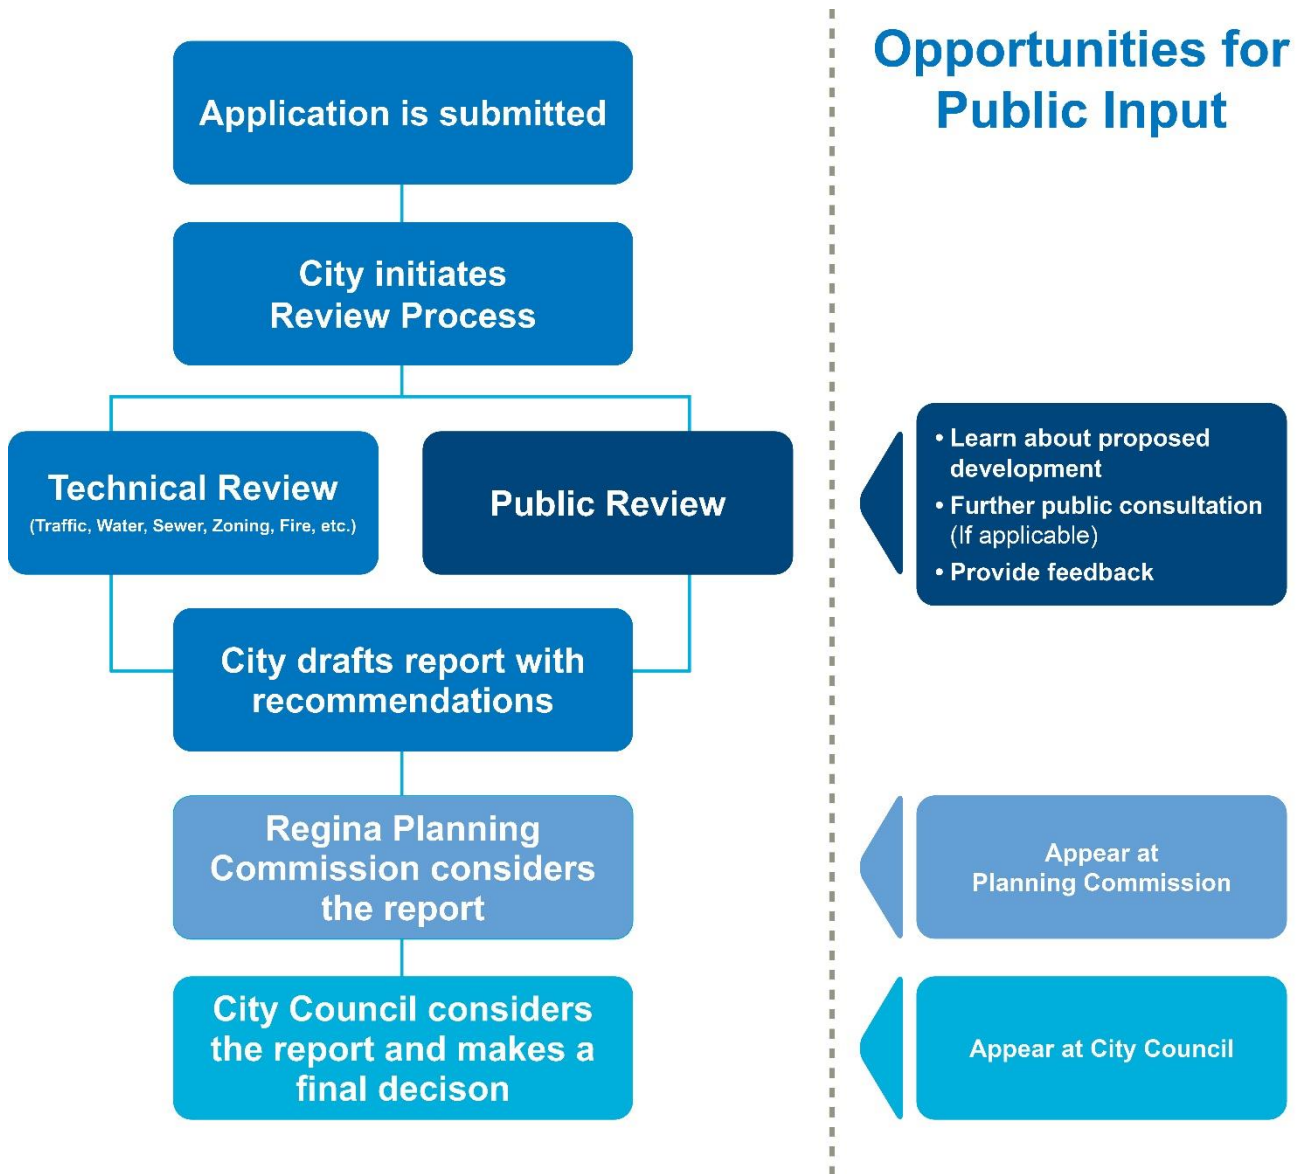 Opportunities for
Public Input
Application is submitted
City initiates
Review Process
Technical Review
(Traffic, Water, Sewer, Zoning, Fire, etc.)
Public Review
• Learn about proposed
development
• Further public consultation
(If applicable)
• Provide feedback
City drafts report with
recommendations
Regina Planning
Commission considers
the report
Appear at
Planning Commission
City Council considers
the report and makes a
final decison
Appear at City Council